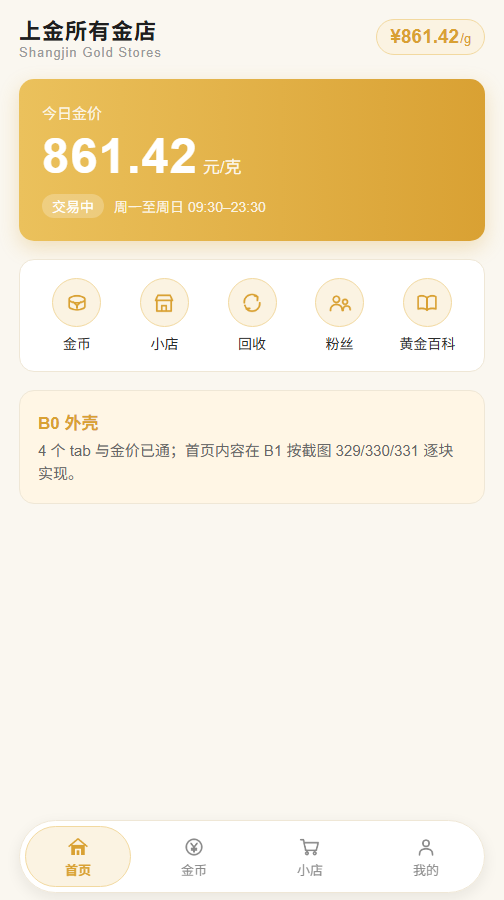 上金所有金店
Shangjin Gold Stores
¥861.42/g
今日金价
861.42 元/克
交易中 周一至周日 09:30–23:30
金币 小店 回收 粉丝 黄金百科
B0 外壳
4 个 tab 与金价已通；首页内容在 B1 按截图 329/330/331 逐块
实现。
首页 金币 小店 我的